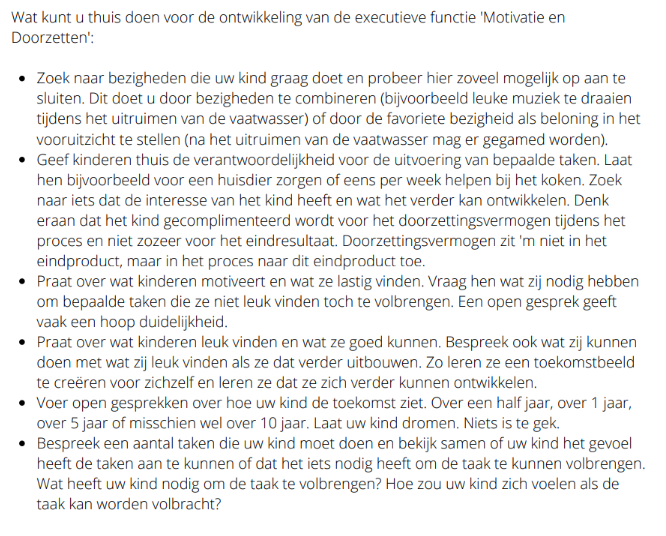 Wat kunt u thuis doen voor de ontwikkeling van de executieve functie 'Motivatie en
Doorzetten':
• Zoek naar bezigheden die uw kind graag doet en probeer hier zoveel mogelijk op aan te
sluiten. Dit doet u door bezigheden te combineren (bijvoorbeeld leuke muziek te draaien
tijdens het uitruimen van de vaatwasser) of door de favoriete bezigheid als beloning in het
vooruitzicht te stellen (na het uitruimen van de vaatwasser mag er gegamed worden).
• Geef kinderen thuis de verantwoordelijkheid voor de uitvoering van bepaalde taken. Laat
hen bijvoorbeeld voor een huisdier zorgen of eens per week helpen bij het koken. Zoek
naar iets dat de interesse van het kind heeft en wat het verder kan ontwikkelen. Denk
eraan dat het kind gecomplimenteerd wordt voor het doorzettingsvermogen tijdens het
proces en niet zozeer voor het eindresultaat. Doorzettingsvermogen zit 'm niet in het
eindproduct, maar in het proces naar dit eindproduct toe.
• Praat over wat kinderen motiveert en wat ze lastig vinden. Vraag hen wat zij nodig hebben
om bepaalde taken die ze niet leuk vinden toch te volbrengen. Een open gesprek geeft
vaak een hoop duidelijkheid.
• Praat over wat kinderen leuk vinden en wat ze goed kunnen. Bespreek ook wat zij kunnen
doen met wat zij leuk vinden als ze dat verder uitbouwen. Zo leren ze een toekomstbeeld
te creëren voor zichzelf en leren ze dat ze zich verder kunnen ontwikkelen.
• Voer open gesprekken over hoe uw kind de toekomst ziet. Over een half jaar, over 1 jaar,
over 5 jaar of misschien wel over 10 jaar. Laat uw kind dromen. Niets is te gek.
• Bespreek een aantal taken die uw kind moet doen en bekijk samen of uw kind het gevoel
heeft de taken aan te kunnen of dat het iets nodig heeft om de taak te kunnen volbrengen.
Wat heeft uw kind nodig om de taak te volbrengen? Hoe zou uw kind zich voelen als de
taak kan worden volbracht?